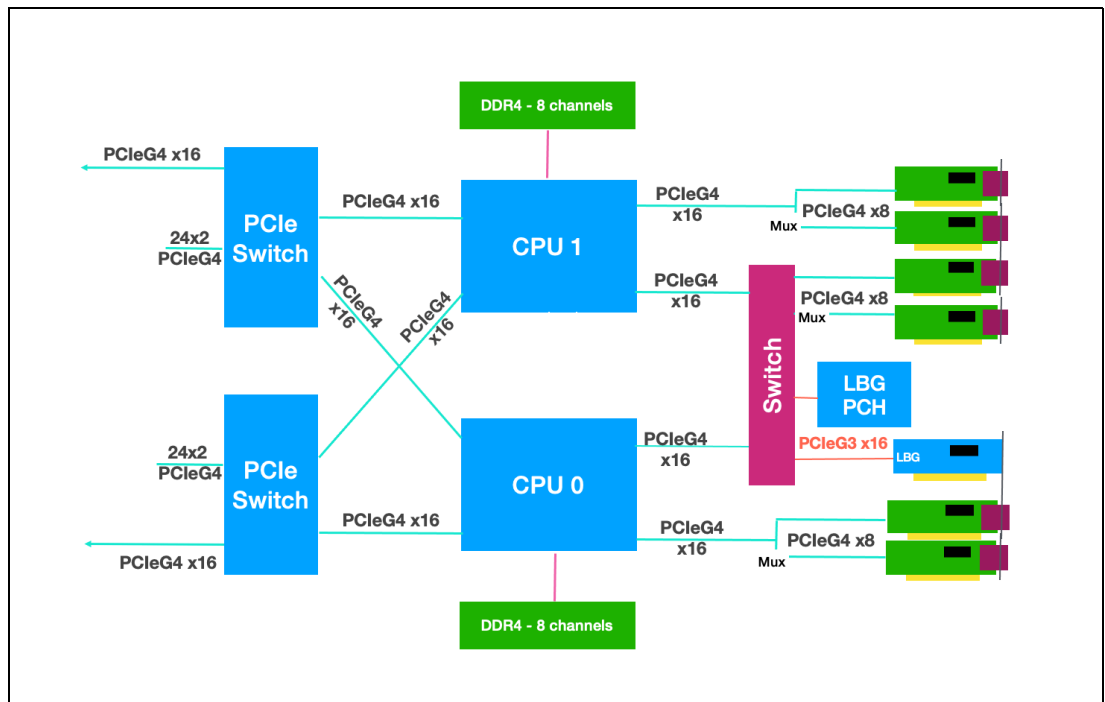 DDR4 - 8 channels
PCIeG4 x16
PCIe
Switch
24x2
PCIeG4
PCIeG4 x16
PCIeG4
x16
PCIeG4
x16
CPU 1
PCIeG4
x16
PCIeG4 x8
Mux
PCIeG4
x16
PCIeG4 x8
Mux
Switch
LBG
PCH
PCIeG3 x16
LBG
24x2
PCIeG4
PCIe
Switch
PCIeG4 x16
PCIeG4 x16
CPU 0
PCIeG4
x16
PCIeG4
x16
PCIeG4 x8
Mux
DDR4 - 8 channels